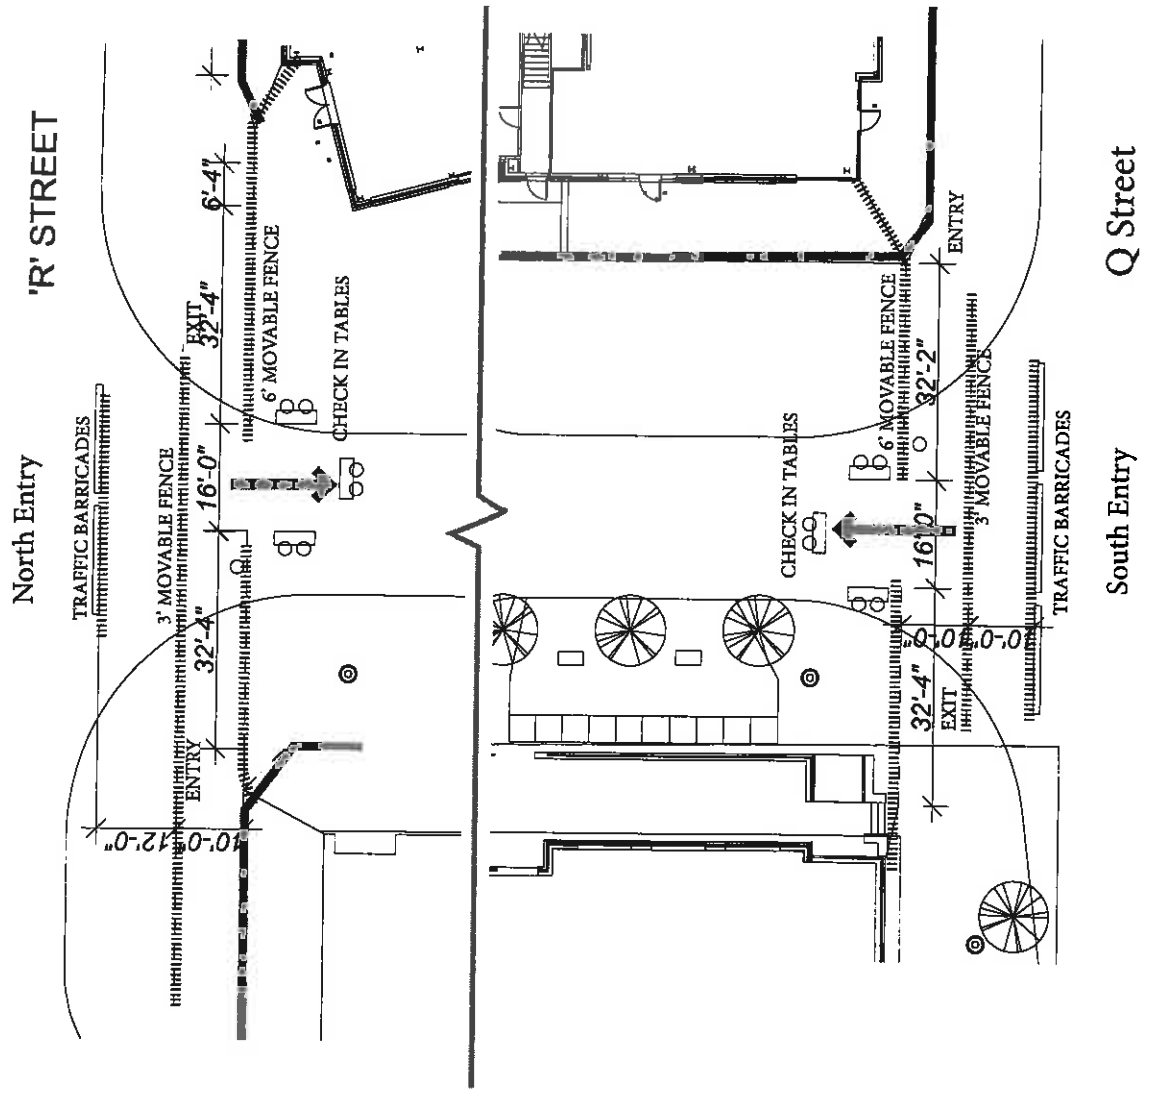 'R' STREET
North Entry
TRAFFIC BARRICADES
3' MOVABLE FENCE
EXIT
6'-4"
32'-4"
16'-0"
32'-4"
6' MOVABLE FENCE
CHECK IN TABLES
ENTRY
12'-0"
10'-0"
CHECK IN TABLES
6' MOVABLE FENCE
ENTRY
32'-2"
16'-0"
32'-4"
3' MOVABLE FENCE
EXIT
10'-0"
10'-0"
TRAFFIC BARRICADES
Q Street
South Entry